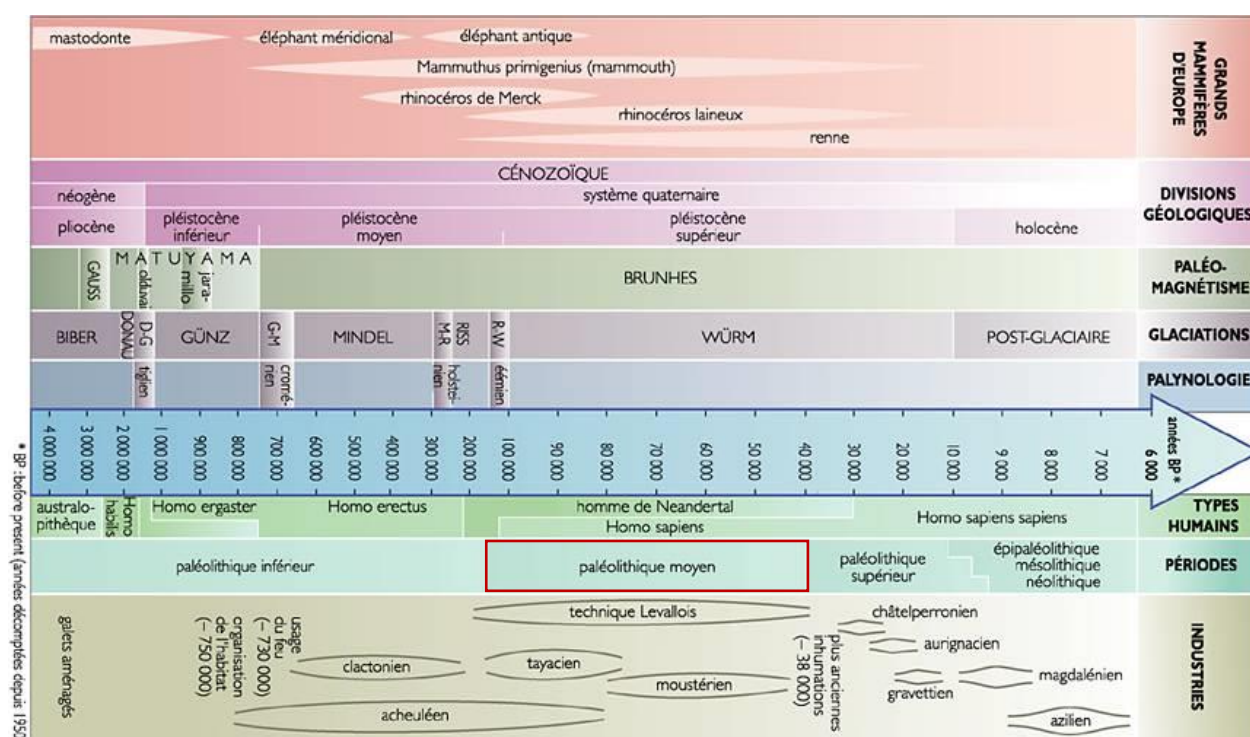 mastodonte
éléphant méridional
éléphant antique
Mammuthus primigenius (mammouth)
rhinocéros de Merck
rhinocéros laineux
renne
GRANDS
MAMMIFÈRES
D'EUROPE
CÉNOZOÏQUE
néogène
système quaternaire
pliocène
pléistocène
inférieur
pléistocène
moyen
pléistocène
supérieur
holocène
DIVISIONS
GÉOLOGIQUES
GAUSS
MATUYAMA
olduvai
jara-
millo
BRUNHES
PALÉO-
MAGNÉTISME
BIBER
DONAU
D-G
GÜNZ
G-M
MINDEL
M-R
RISS
R-W
WÜRM
POST-GLACIAIRE
GLACIATIONS
tiglien
cromé-
rien
holstei-
nien
éémien
PALYNOLOGIE
4 000 000
3 000 000
2 000 000
1 000 000
900 000
800 000
700 000
600 000
500 000
400 000
300 000
200 000
100 000
90 000
80 000
70 000
60 000
50 000
40 000
30 000
20 000
10 000
7 000
6 000
années BP*
australo-
pithèque
Homo
habilis
Homo ergaster
Homo erectus
homme de Neandertal
Homo sapiens
Homo sapiens sapiens
TYPES
HUMAINS
paléolithique inférieur
paléolithique moyen
paléolithique
supérieur
épipaléolithique
mésolithique
néolithique
PÉRIODES
galets aménagés
organisation
de l'habitat
(– 750 000)
usage
du feu
(– 730 000)
clactonien
acheuléen
technique Levallois
tayacien
moustérien
plus anciennes
inhumations
(– 38 000)
châtelperronien
aurignacien
gravettien
magdalénien
azilien
INDUSTRIES
* BP : before present (années décomptées depuis 1950